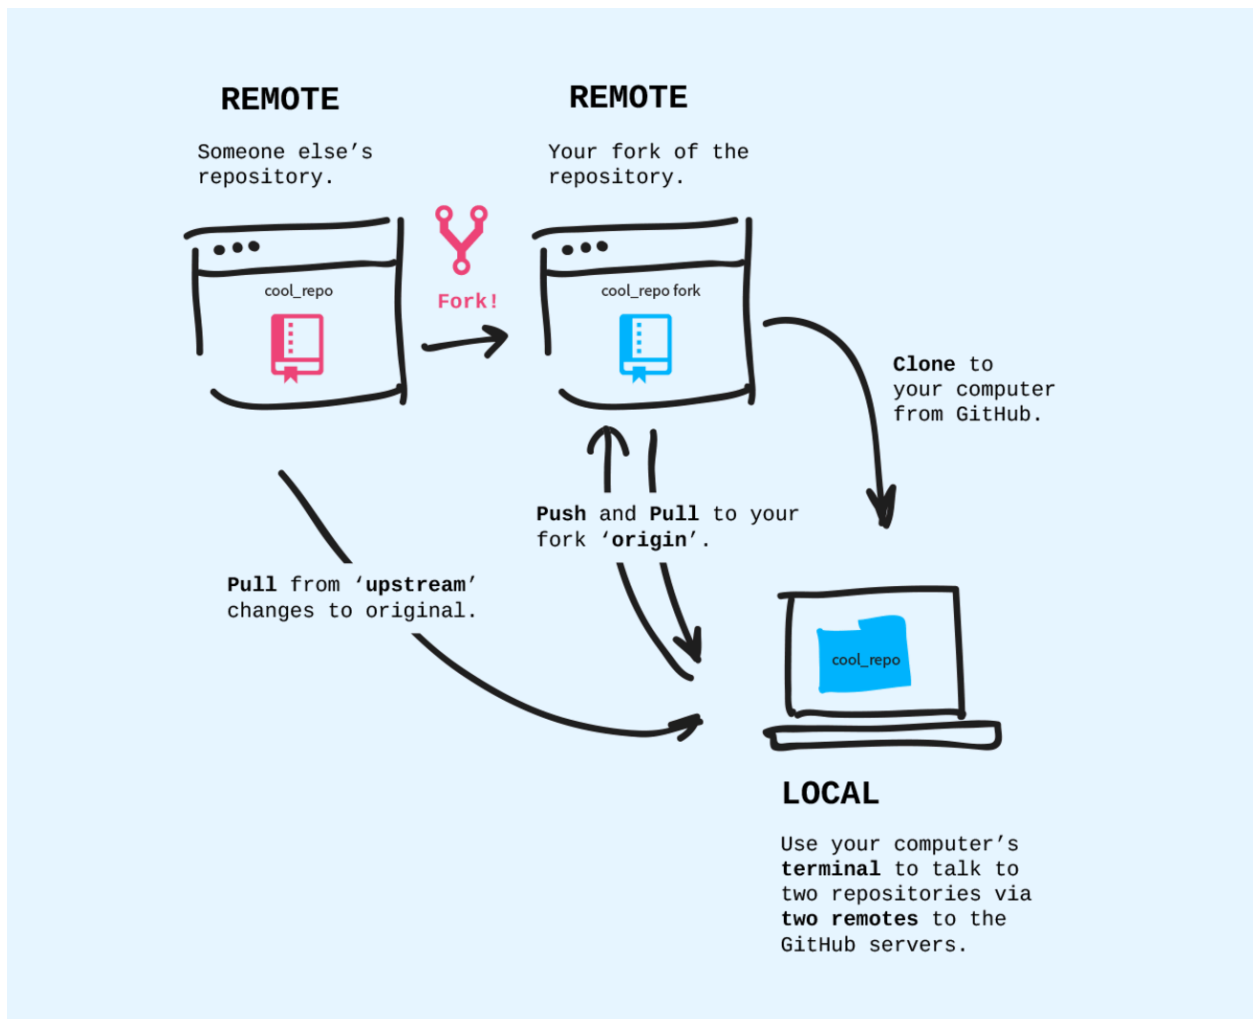 REMOTE
Someone else’s
repository.
cool_repo
Fork!
REMOTE
Your fork of the
repository.
cool_repo fork
Clone to
your computer
from GitHub.
Push and Pull to your
fork ‘origin’.
Pull from ‘upstream’
changes to original.
cool_repo
LOCAL
Use your computer’s
terminal to talk to
two repositories via
two remotes to the
GitHub servers.